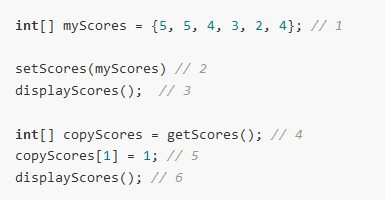 int[] myScores = {5, 5, 4, 3, 2, 4}; // 1
setScores(myScores) // 2
displayScores();  // 3
int[] copyScores = getScores(); // 4
copyScores[1] = 1; // 5
displayScores(); // 6